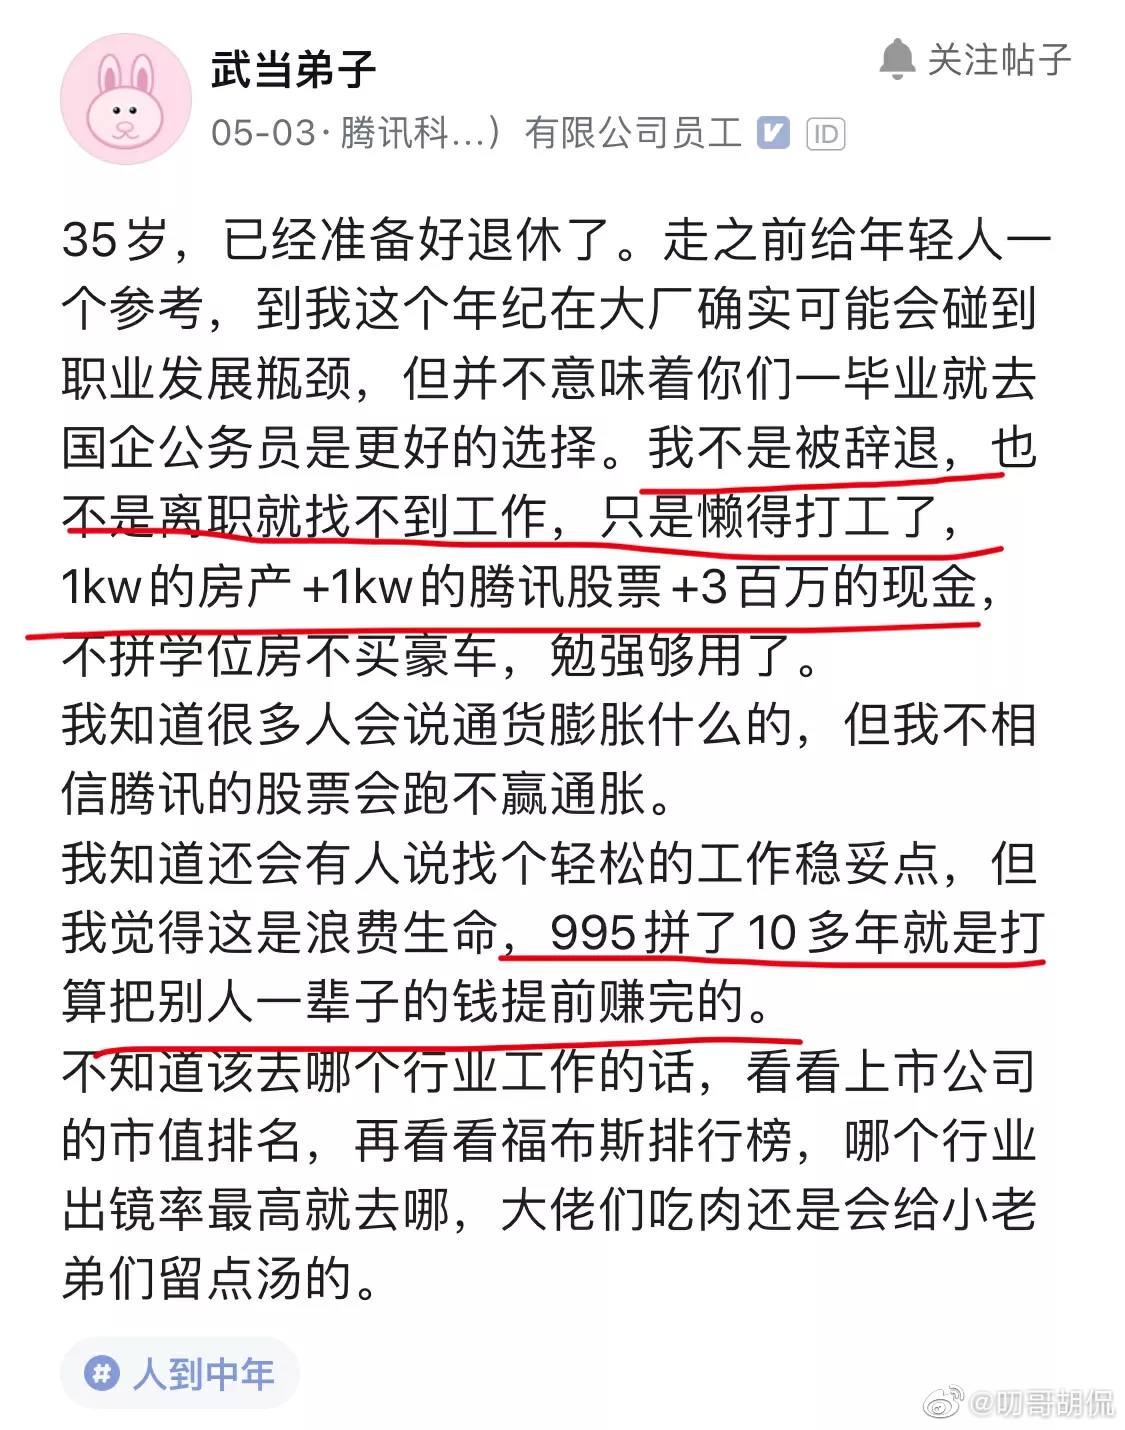 武当弟子
关注帖子
05-03·腾讯科...）有限公司员工
V
ID
35岁，已经准备好退休了。走之前给年轻人一
个参考，到我这个年纪在大厂确实可能会碰到
职业发展瓶颈，但并不意味着你们一毕业就去
国企公务员是更好的选择。我不是被辞退，也
不是离职就找不到工作，只是懒得打工了，
1kw的房产+1kw的腾讯股票+3百万的现金，
不拼学位房不买豪车，勉强够用了。
我知道很多人会说通货膨胀什么的，但我不相
信腾讯的股票会跑不赢通胀。
我知道还会有人说找个轻松的工作稳妥点，但
我觉得这是浪费生命，995拼了10多年就是打
算把别人一辈子的钱提前赚完的。
不知道该去哪个行业工作的话，看看上市公司
的市值排名，再看看福布斯排行榜，哪个行业
出镜率最高就去哪，大佬们吃肉还是会给小老
弟们留点汤的。
# 人到中年
@叨哥胡侃